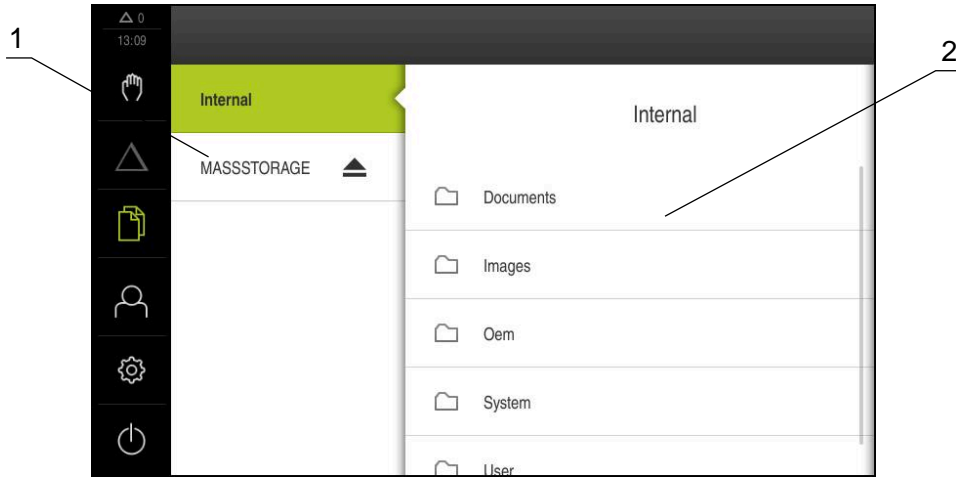 1
2
0
13:09
Internal
MASSSTORAGE
Internal
Documents
Images
Oem
System
User